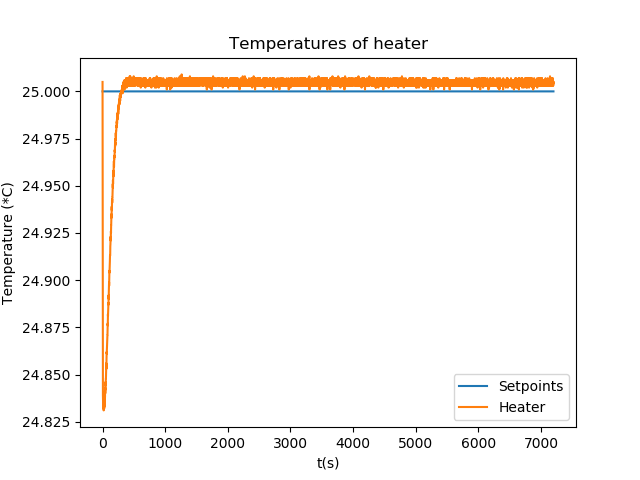 Temperatures of heater
Temperature (*C)
25.000
24.975
24.950
24.925
24.900
24.875
24.850
24.825
Setpoints
Heater
0 1000 2000 3000 4000 5000 6000 7000
t(s)